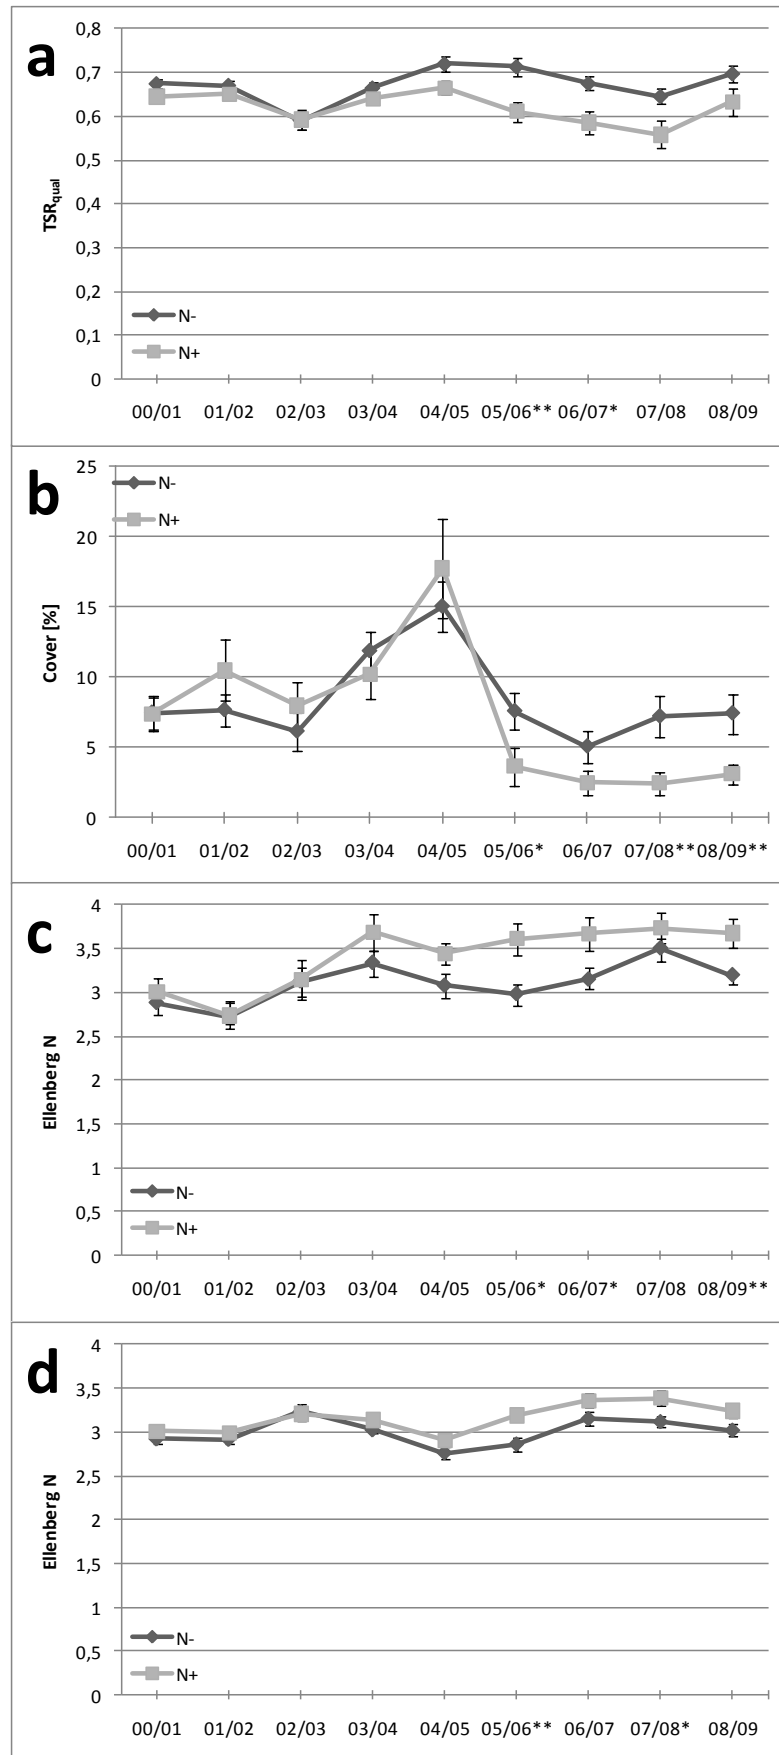 a
0,8
0,7
0,6
0,5
0,4
0,3
0,2
0,1
0
TSRqual
N-
N+
00/01 01/02 02/03 03/04 04/05 05/06** 06/07* 07/08 08/09
b
25
20
15
10
5
0
Cover [%]
N-
N+
00/01 01/02 02/03 03/04 04/05 05/06* 06/07 07/08** 08/09**
c
4
3,5
3
2,5
2
1,5
1
0,5
0
Ellenberg N
N-
N+
00/01 01/02 02/03 03/04 04/05 05/06* 06/07* 07/08 08/09**
d
4
3,5
3
2,5
2
1,5
1
0,5
0
Ellenberg N
N-
N+
00/01 01/02 02/03 03/04 04/05 05/06** 06/07 07/08* 08/09